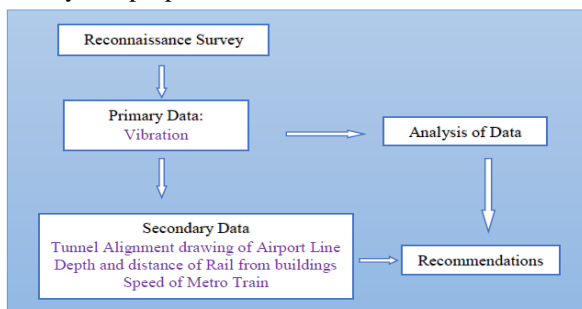 Reconnaissance Survey
Primary Data:
Vibration
Analysis of Data
Secondary Data
Tunnel Alignment drawing of Airport Line
Depth and distance of Rail from buildings
Speed of Metro Train
Recommendations